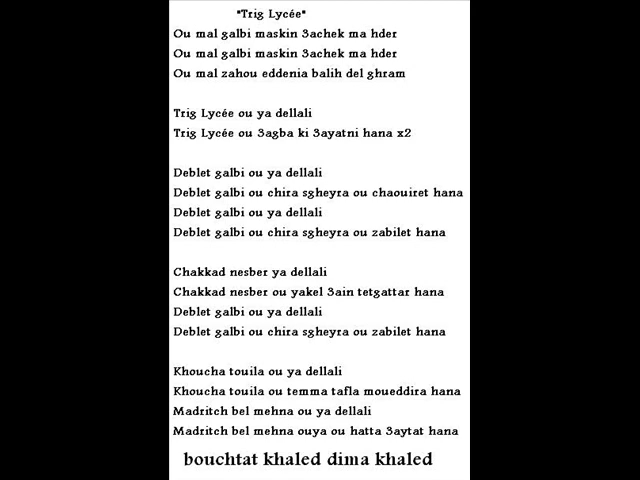 "Trig Lycée"
Ou mal galbi maskin 3achek ma hder
Ou mal galbi maskin 3achek ma hder
Ou mal zahou eddenia balih del ghram
Trig Lycée ou ya dellali
Trig Lycée ou 3agba ki 3ayatni hana x2
Deblet galbi ou ya dellali
Deblet galbi ou chira sgheyra ou chaouiret hana
Deblet galbi ou ya dellali
Deblet galbi ou chira sgheyra ou zabilet hana
Chakkad nesber ya dellali
Chakkad nesber ou yakel 3ain tetgattar hana
Deblet galbi ou ya dellali
Deblet galbi ou chira sgheyra ou zabilet hana
Khoucha touila ou ya dellali
Khoucha touila ou temma tafla moueddira hana
Madritch bel mehna ou ya dellali
Madritch bel mehna ouya ou hatta 3aytat hana
bouchtat khaled dima khaled